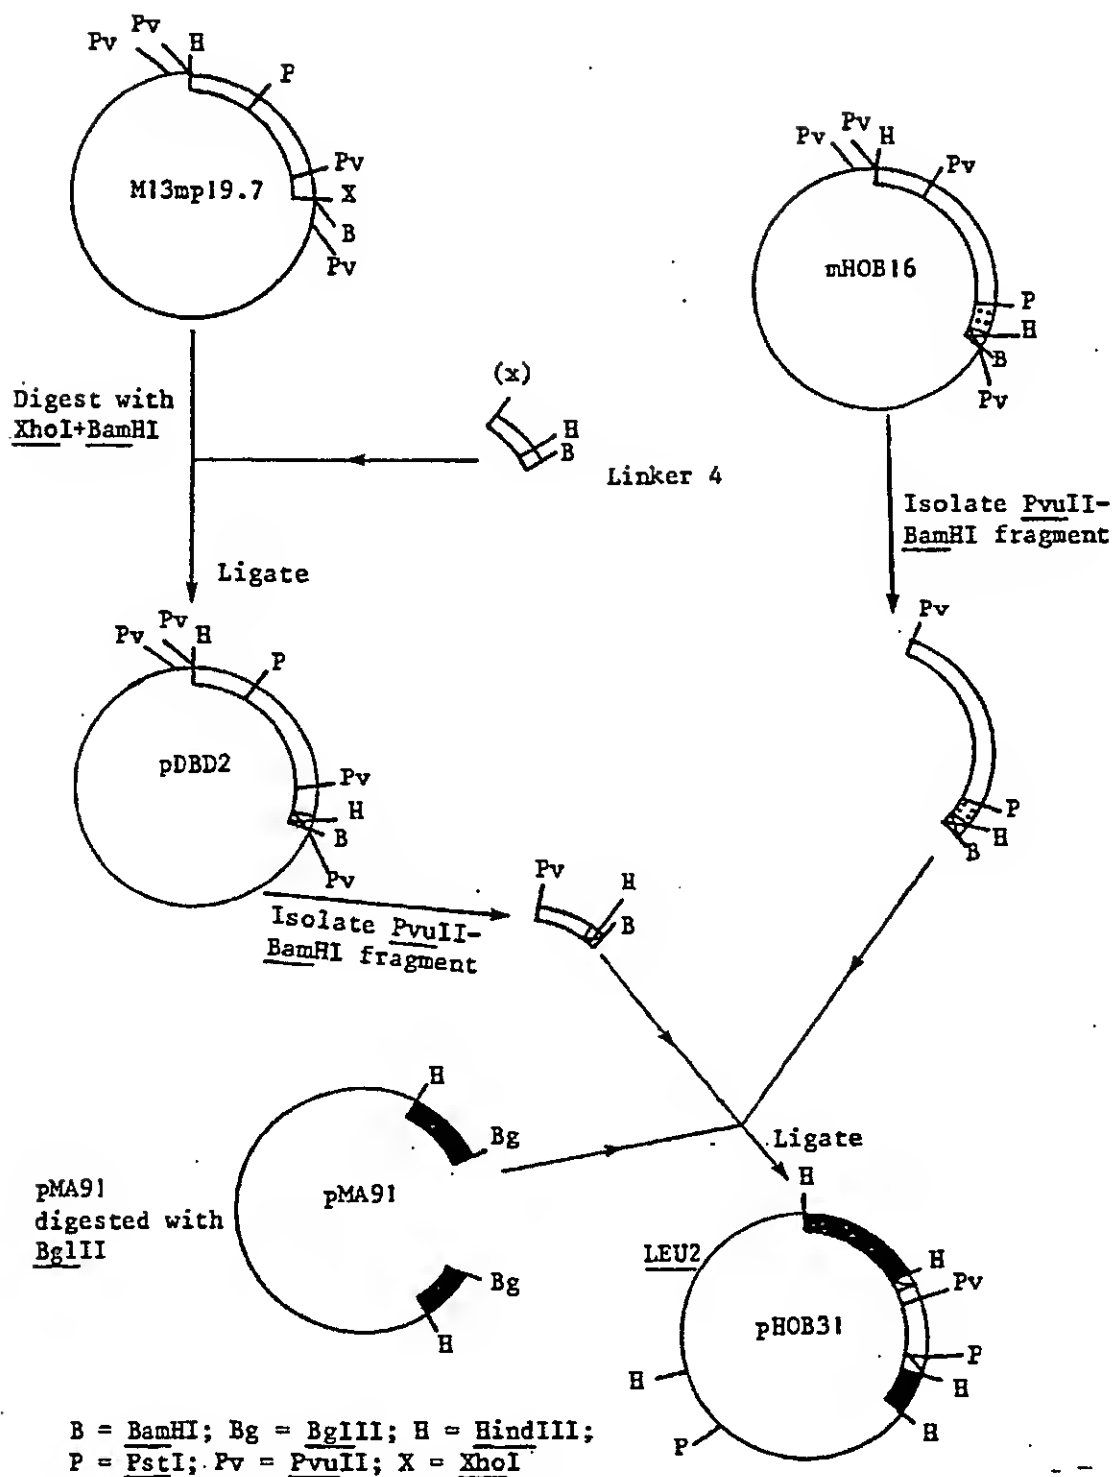 Pv
Pv
H
P
Pv
X
B
Pv
M13mp19.7
Pv
Pv
H
Pv
P
H
B
Pv
mHOB16
Digest with
XhoI+BamHI
(x)
H
B
Linker 4
Isolate PvuII-
BamHI fragment
Ligate
Pv
Pv
H
P
Pv
H
B
Pv
pDBD2
Pv
P
H
B
Isolate PvuII-
BamHI fragment
Pv
H
B
H
Bg
Bg
H
pMA91
pMA91
digested with
BglII
Ligate
H
LEU2
H
Pv
P
H
H
P
H
pHOB31
B = BamHI; Bg = BglIII; H = HindIII;
P = PstI; Pv = PvuII; X = XhoI